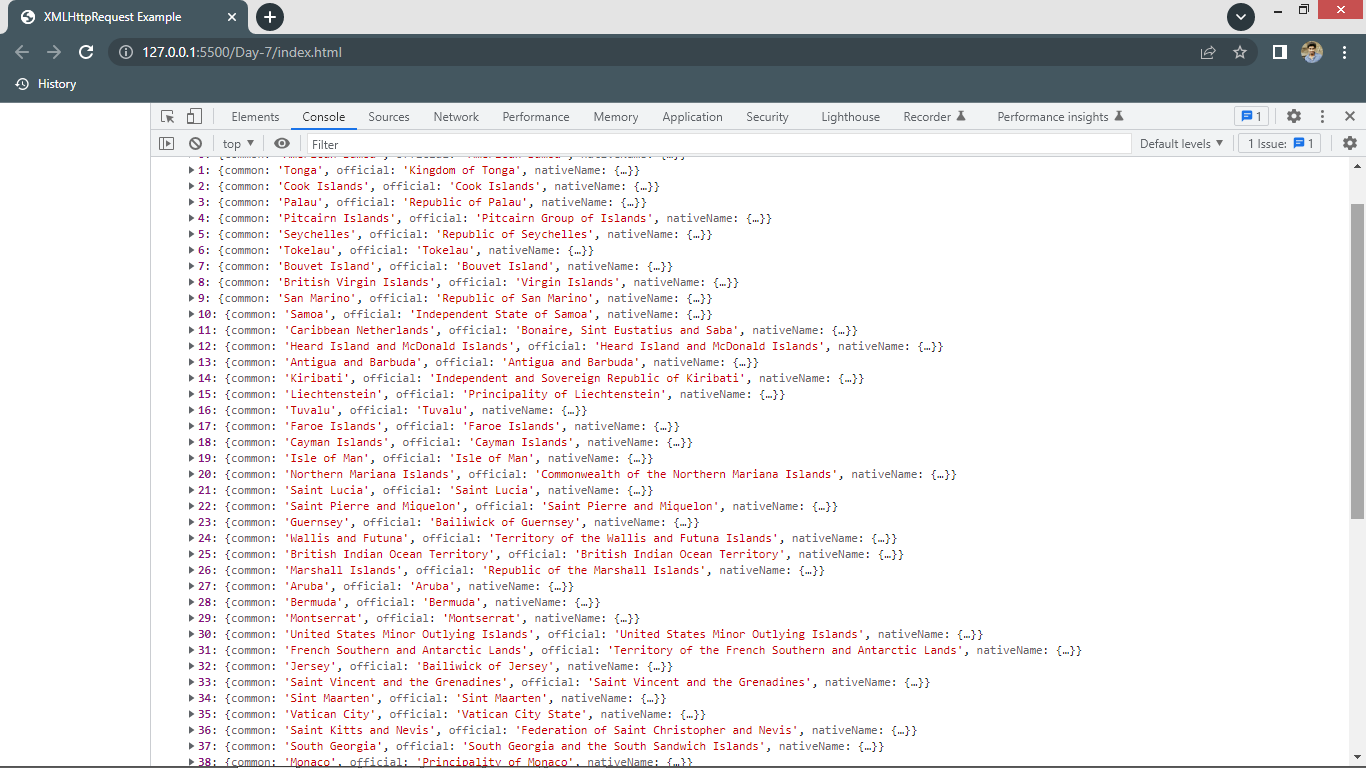 XMLHttpRequest Example
127.0.0.1:5500/Day-7/index.html
History
Elements Console Sources Network Performance Memory Application Security Lighthouse Recorder Performance insights 1
top Filter Default levels 1 Issue: 1
1: {common: 'Tonga', official: 'Kingdom of Tonga', nativeName: {…}}
2: {common: 'Cook Islands', official: 'Cook Islands', nativeName: {…}}
3: {common: 'Palau', official: 'Republic of Palau', nativeName: {…}}
4: {common: 'Pitcairn Islands', official: 'Pitcairn Group of Islands', nativeName: {…}}
5: {common: 'Seychelles', official: 'Republic of Seychelles', nativeName: {…}}
6: {common: 'Tokelau', official: 'Tokelau', nativeName: {…}}
7: {common: 'Bouvet Island', official: 'Bouvet Island', nativeName: {…}}
8: {common: 'British Virgin Islands', official: 'Virgin Islands', nativeName: {…}}
9: {common: 'San Marino', official: 'Republic of San Marino', nativeName: {…}}
10: {common: 'Samoa', official: 'Independent State of Samoa', nativeName: {…}}
11: {common: 'Caribbean Netherlands', official: 'Bonaire, Sint Eustatius and Saba', nativeName: {…}}
12: {common: 'Heard Island and McDonald Islands', official: 'Heard Island and McDonald Islands', nativeName: {…}}
13: {common: 'Antigua and Barbuda', official: 'Antigua and Barbuda', nativeName: {…}}
14: {common: 'Kiribati', official: 'Independent and Sovereign Republic of Kiribati', nativeName: {…}}
15: {common: 'Liechtenstein', official: 'Principality of Liechtenstein', nativeName: {…}}
16: {common: 'Tuvalu', official: 'Tuvalu', nativeName: {…}}
17: {common: 'Faroe Islands', official: 'Faroe Islands', nativeName: {…}}
18: {common: 'Cayman Islands', official: 'Cayman Islands', nativeName: {…}}
19: {common: 'Isle of Man', official: 'Isle of Man', nativeName: {…}}
20: {common: 'Northern Mariana Islands', official: 'Commonwealth of the Northern Mariana Islands', nativeName: {…}}
21: {common: 'Saint Lucia', official: 'Saint Lucia', nativeName: {…}}
22: {common: 'Saint Pierre and Miquelon', official: 'Saint Pierre and Miquelon', nativeName: {…}}
23: {common: 'Guernsey', official: 'Bailiwick of Guernsey', nativeName: {…}}
24: {common: 'Wallis and Futuna', official: 'Territory of the Wallis and Futuna Islands', nativeName: {…}}
25: {common: 'British Indian Ocean Territory', official: 'British Indian Ocean Territory', nativeName: {…}}
26: {common: 'Marshall Islands', official: 'Republic of the Marshall Islands', nativeName: {…}}
27: {common: 'Aruba', official: 'Aruba', nativeName: {…}}
28: {common: 'Bermuda', official: 'Bermuda', nativeName: {…}}
29: {common: 'Montserrat', official: 'Montserrat', nativeName: {…}}
30: {common: 'United States Minor Outlying Islands', official: 'United States Minor Outlying Islands', nativeName: {…}}
31: {common: 'French Southern and Antarctic Lands', official: 'Territory of the French Southern and Antarctic Lands', nativeName: {…}}
32: {common: 'Jersey', official: 'Bailiwick of Jersey', nativeName: {…}}
33: {common: 'Saint Vincent and the Grenadines', official: 'Saint Vincent and the Grenadines', nativeName: {…}}
34: {common: 'Sint Maarten', official: 'Sint Maarten', nativeName: {…}}
35: {common: 'Vatican City', official: 'Vatican City State', nativeName: {…}}
36: {common: 'Saint Kitts and Nevis', official: 'Federation of Saint Christopher and Nevis', nativeName: {…}}
37: {common: 'South Georgia', official: 'South Georgia and the South Sandwich Islands', nativeName: {…}}
38: {common: 'Monaco', official: 'Principality of Monaco', nativeName: {…}}